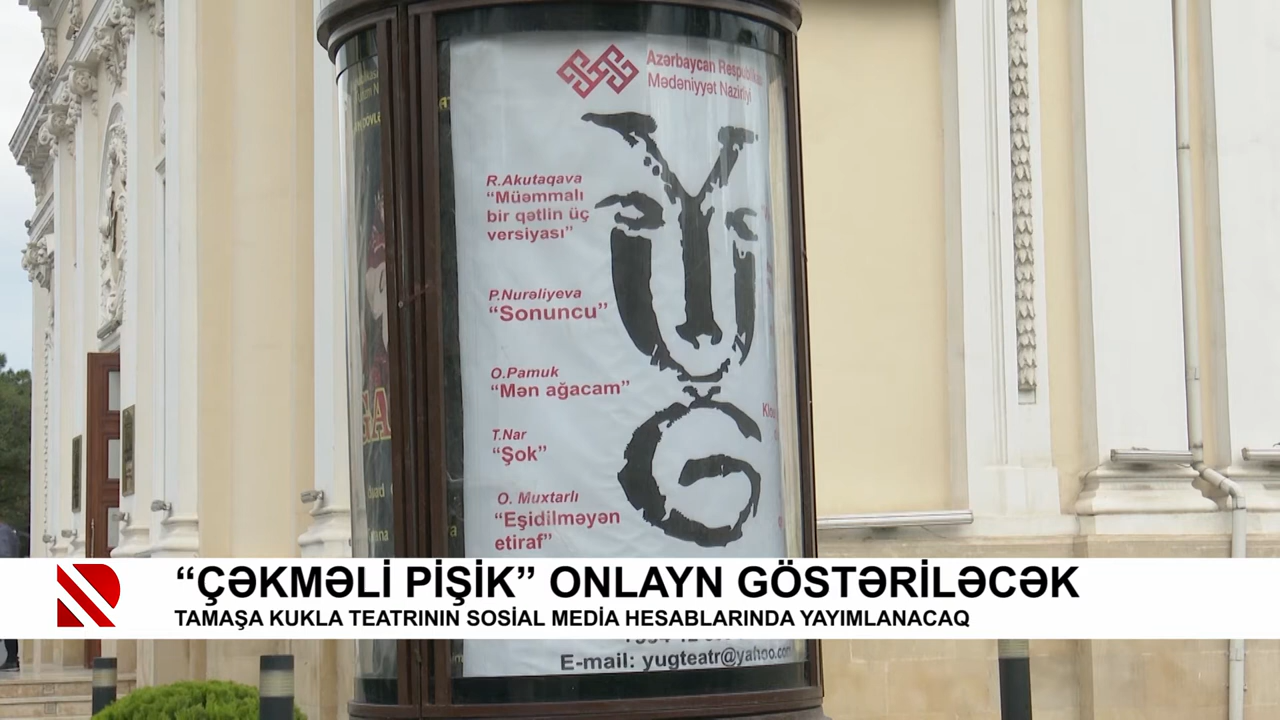 Azərbaycan Respublikası
Mədəniyyət Nazirliyi
R.Akutaqava
“Müəmmalı
bir qətlin üç
versiyası”
P.Nurəliyeva
“Sonuncu”
O.Pamuk
“Mən ağacam”
T.Nar
“Şok”
O. Muxtarlı
“Eşidilməyən
etiraf”
YUĞ
“ÇƏKMƏLİ PİŞİK” ONLAYN GÖSTƏRİLƏCƏK
TAMAŞA KUKLA TEATRININ SOSİAL MEDİA HESABLARINDA YAYIMLANACAQ
E-mail: yugteatr@yahoo.com